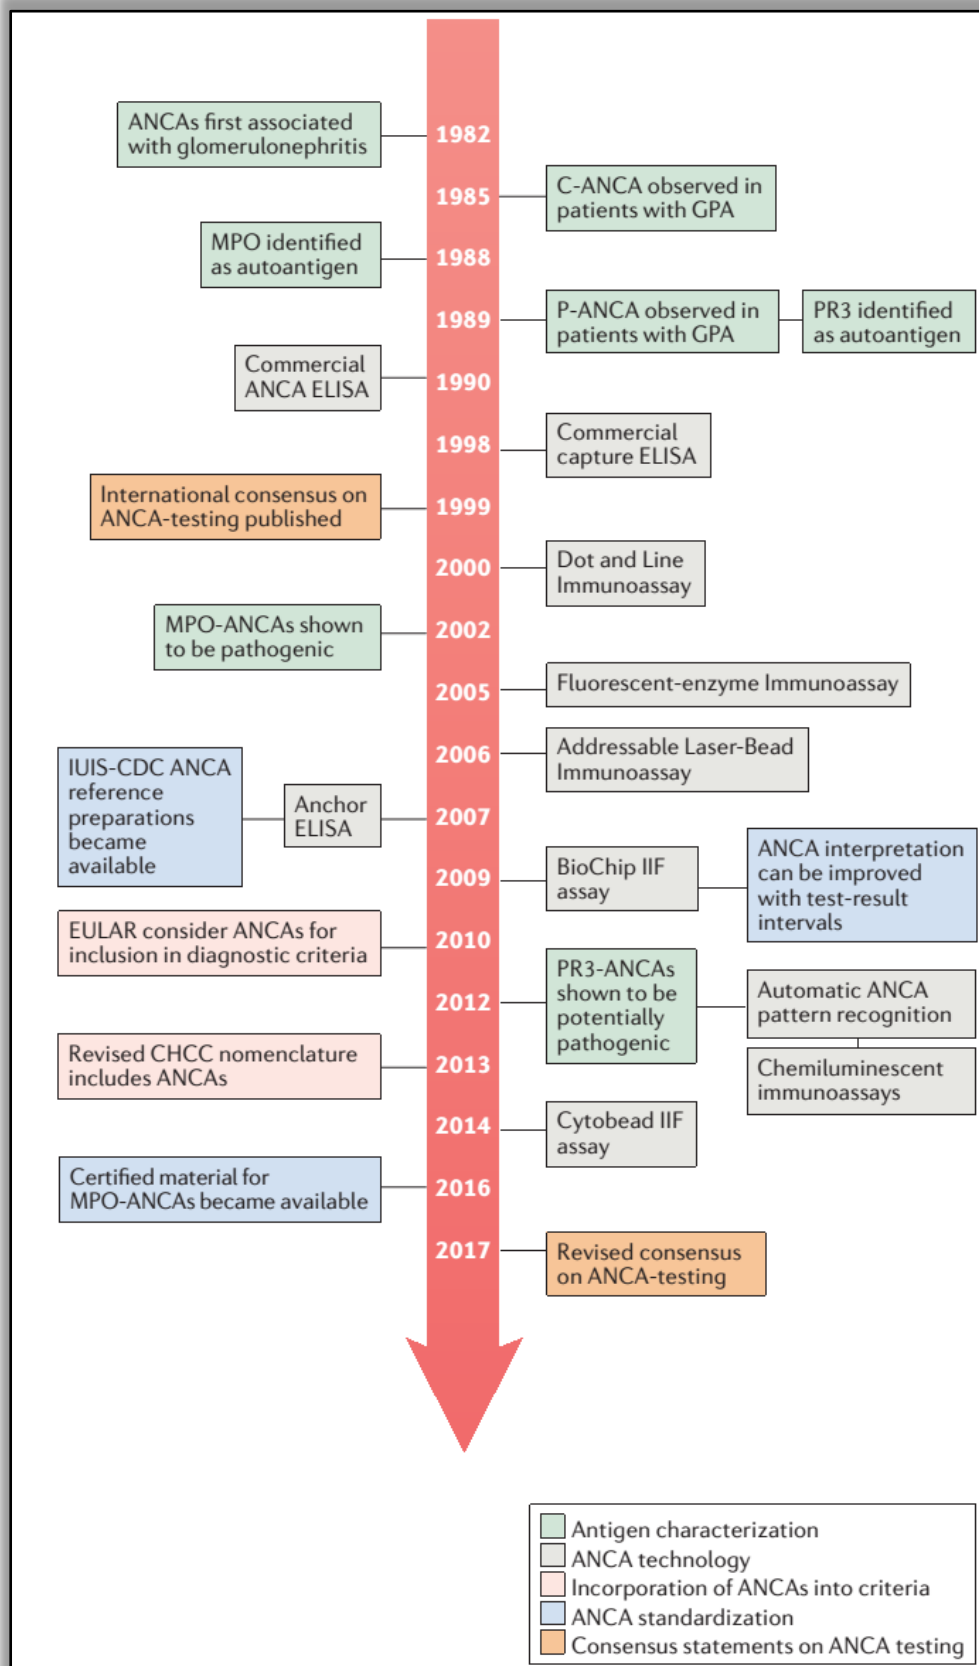 1982
ANCAs first associated
with glomerulonephritis
1985
C-ANCA observed in
patients with GPA
1988
MPO identified
as autoantigen
1989
P-ANCA observed in
patients with GPA
PR3 identified
as autoantigen
1990
Commercial
ANCA ELISA
1998
Commercial
capture ELISA
1999
International consensus on
ANCA-testing published
2000
Dot and Line
Immunoassay
2002
MPO-ANCAs shown
to be pathogenic
2005
Fluorescent-enzyme Immunoassay
2006
Addressable Laser-Bead
Immunoassay
2007
Anchor
ELISA
IUIS-CDC ANCA
reference
preparations
became
available
2009
BioChip IIF
assay
ANCA interpretation
can be improved
with test-result
intervals
2010
EULAR consider ANCAs for
inclusion in diagnostic criteria
2012
PR3-ANCAs
shown to be
potentially
pathogenic
Automatic ANCA
pattern recognition
Chemiluminescent
immunoassays
2013
Revised CHCC nomenclature
includes ANCAs
2014
Cytobead IIF
assay
2016
Certified material for
MPO-ANCAs became available
2017
Revised consensus
on ANCA-testing
Antigen characterization
ANCA technology
Incorporation of ANCAs into criteria
ANCA standardization
Consensus statements on ANCA testing